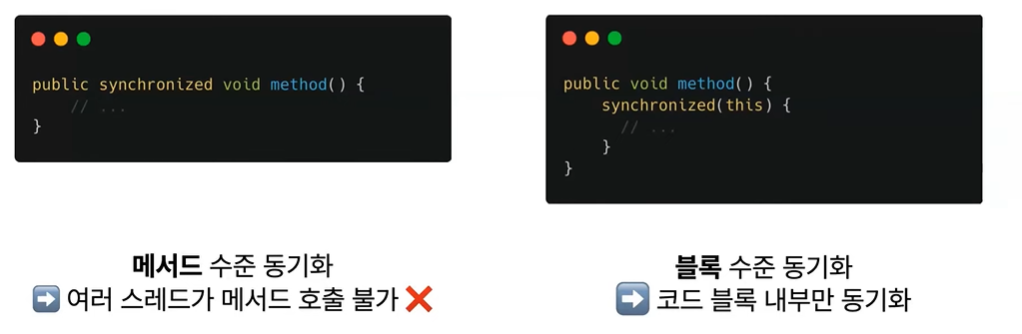 public synchronized void method() {
// ...
}
public void method() {
synchronized(this) {
// ...
}
}
메서드 수준 동기화
➡️ 여러 스레드가 메서드 호출 불가 ❌
블록 수준 동기화
➡️ 코드 블록 내부만 동기화